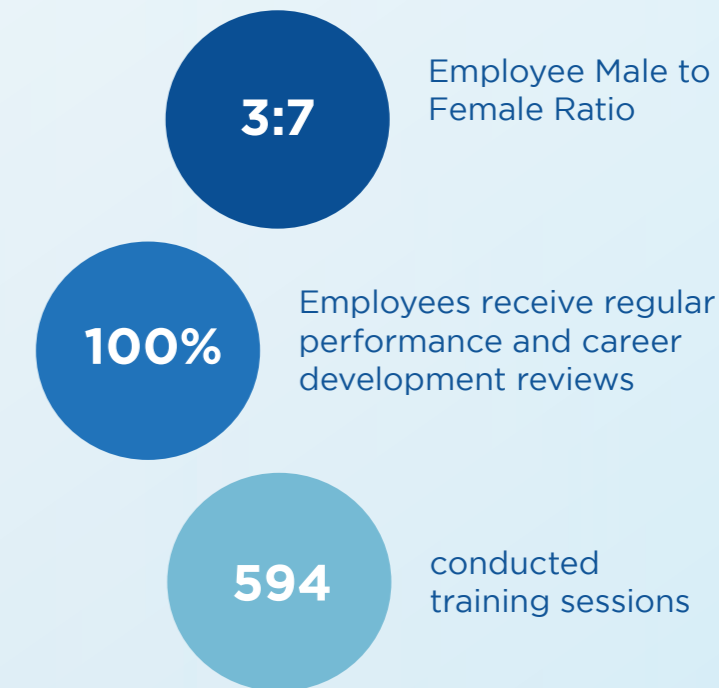 3:7
Employee Male to
Female Ratio
100%
Employees receive regular
performance and career
development reviews
594
conducted
training sessions